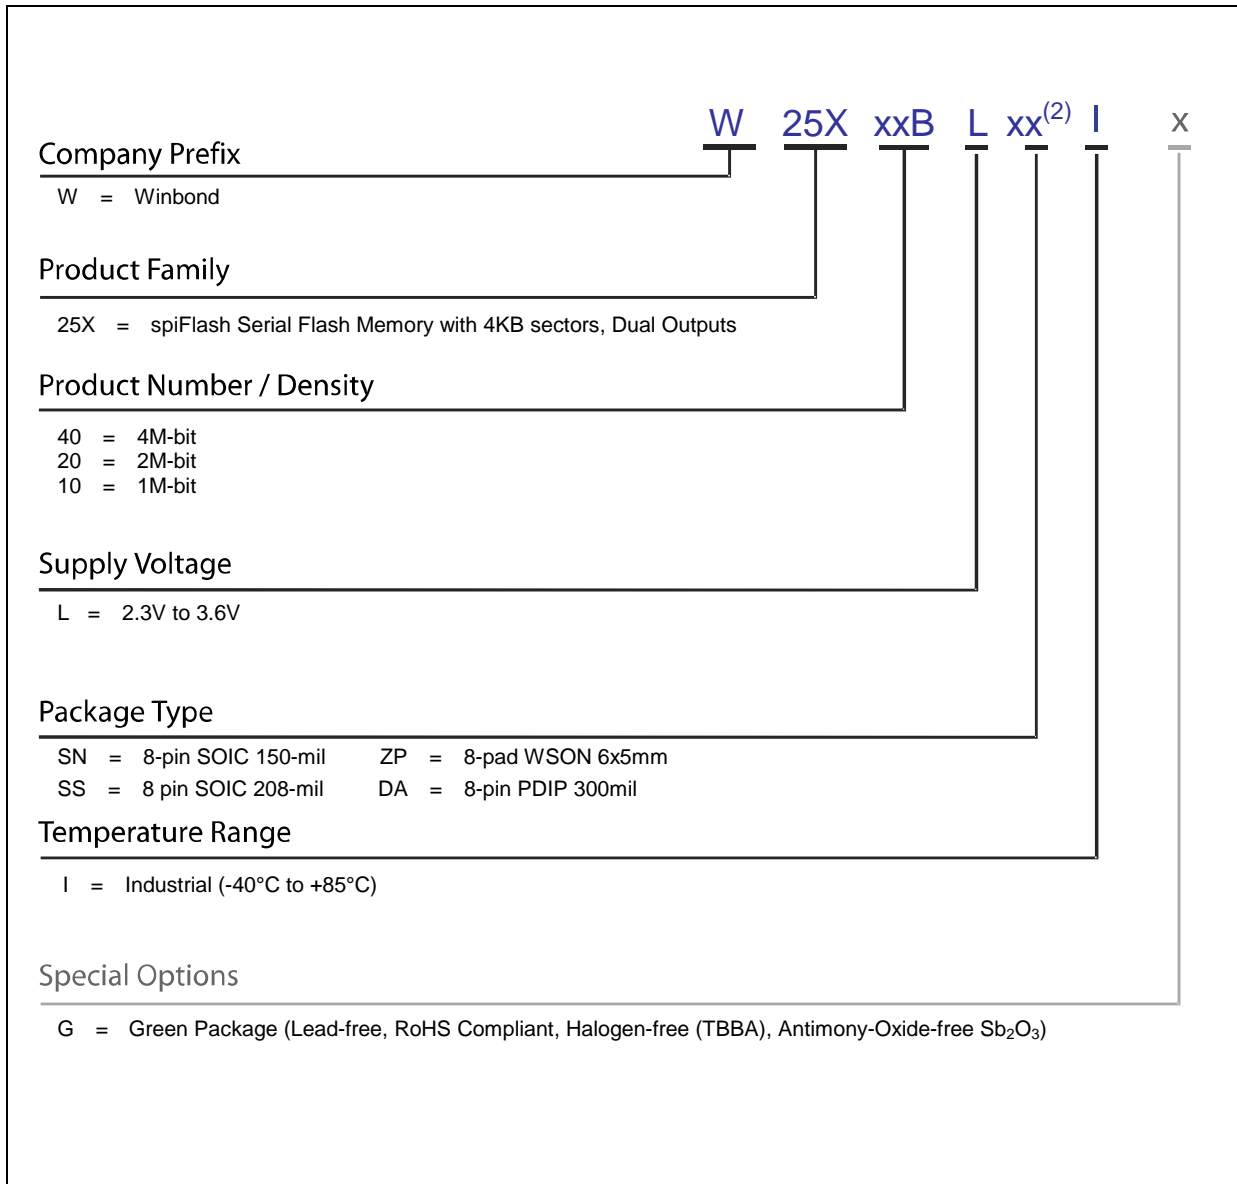 W 25X xxB L xx(2) I x
Company Prefix
W = Winbond
Product Family
25X = spiFlash Serial Flash Memory with 4KB sectors, Dual Outputs
Product Number / Density
40 = 4M-bit
20 = 2M-bit
10 = 1M-bit
Supply Voltage
L = 2.3V to 3.6V
Package Type
SN = 8-pin SOIC 150-mil ZP = 8-pad WSON 6x5mm
SS = 8 pin SOIC 208-mil DA = 8-pin PDIP 300mil
Temperature Range
I = Industrial (-40°C to +85°C)
Special Options
G = Green Package (Lead-free, RoHS Compliant, Halogen-free (TBBA), Antimony-Oxide-free Sb₂O₃)